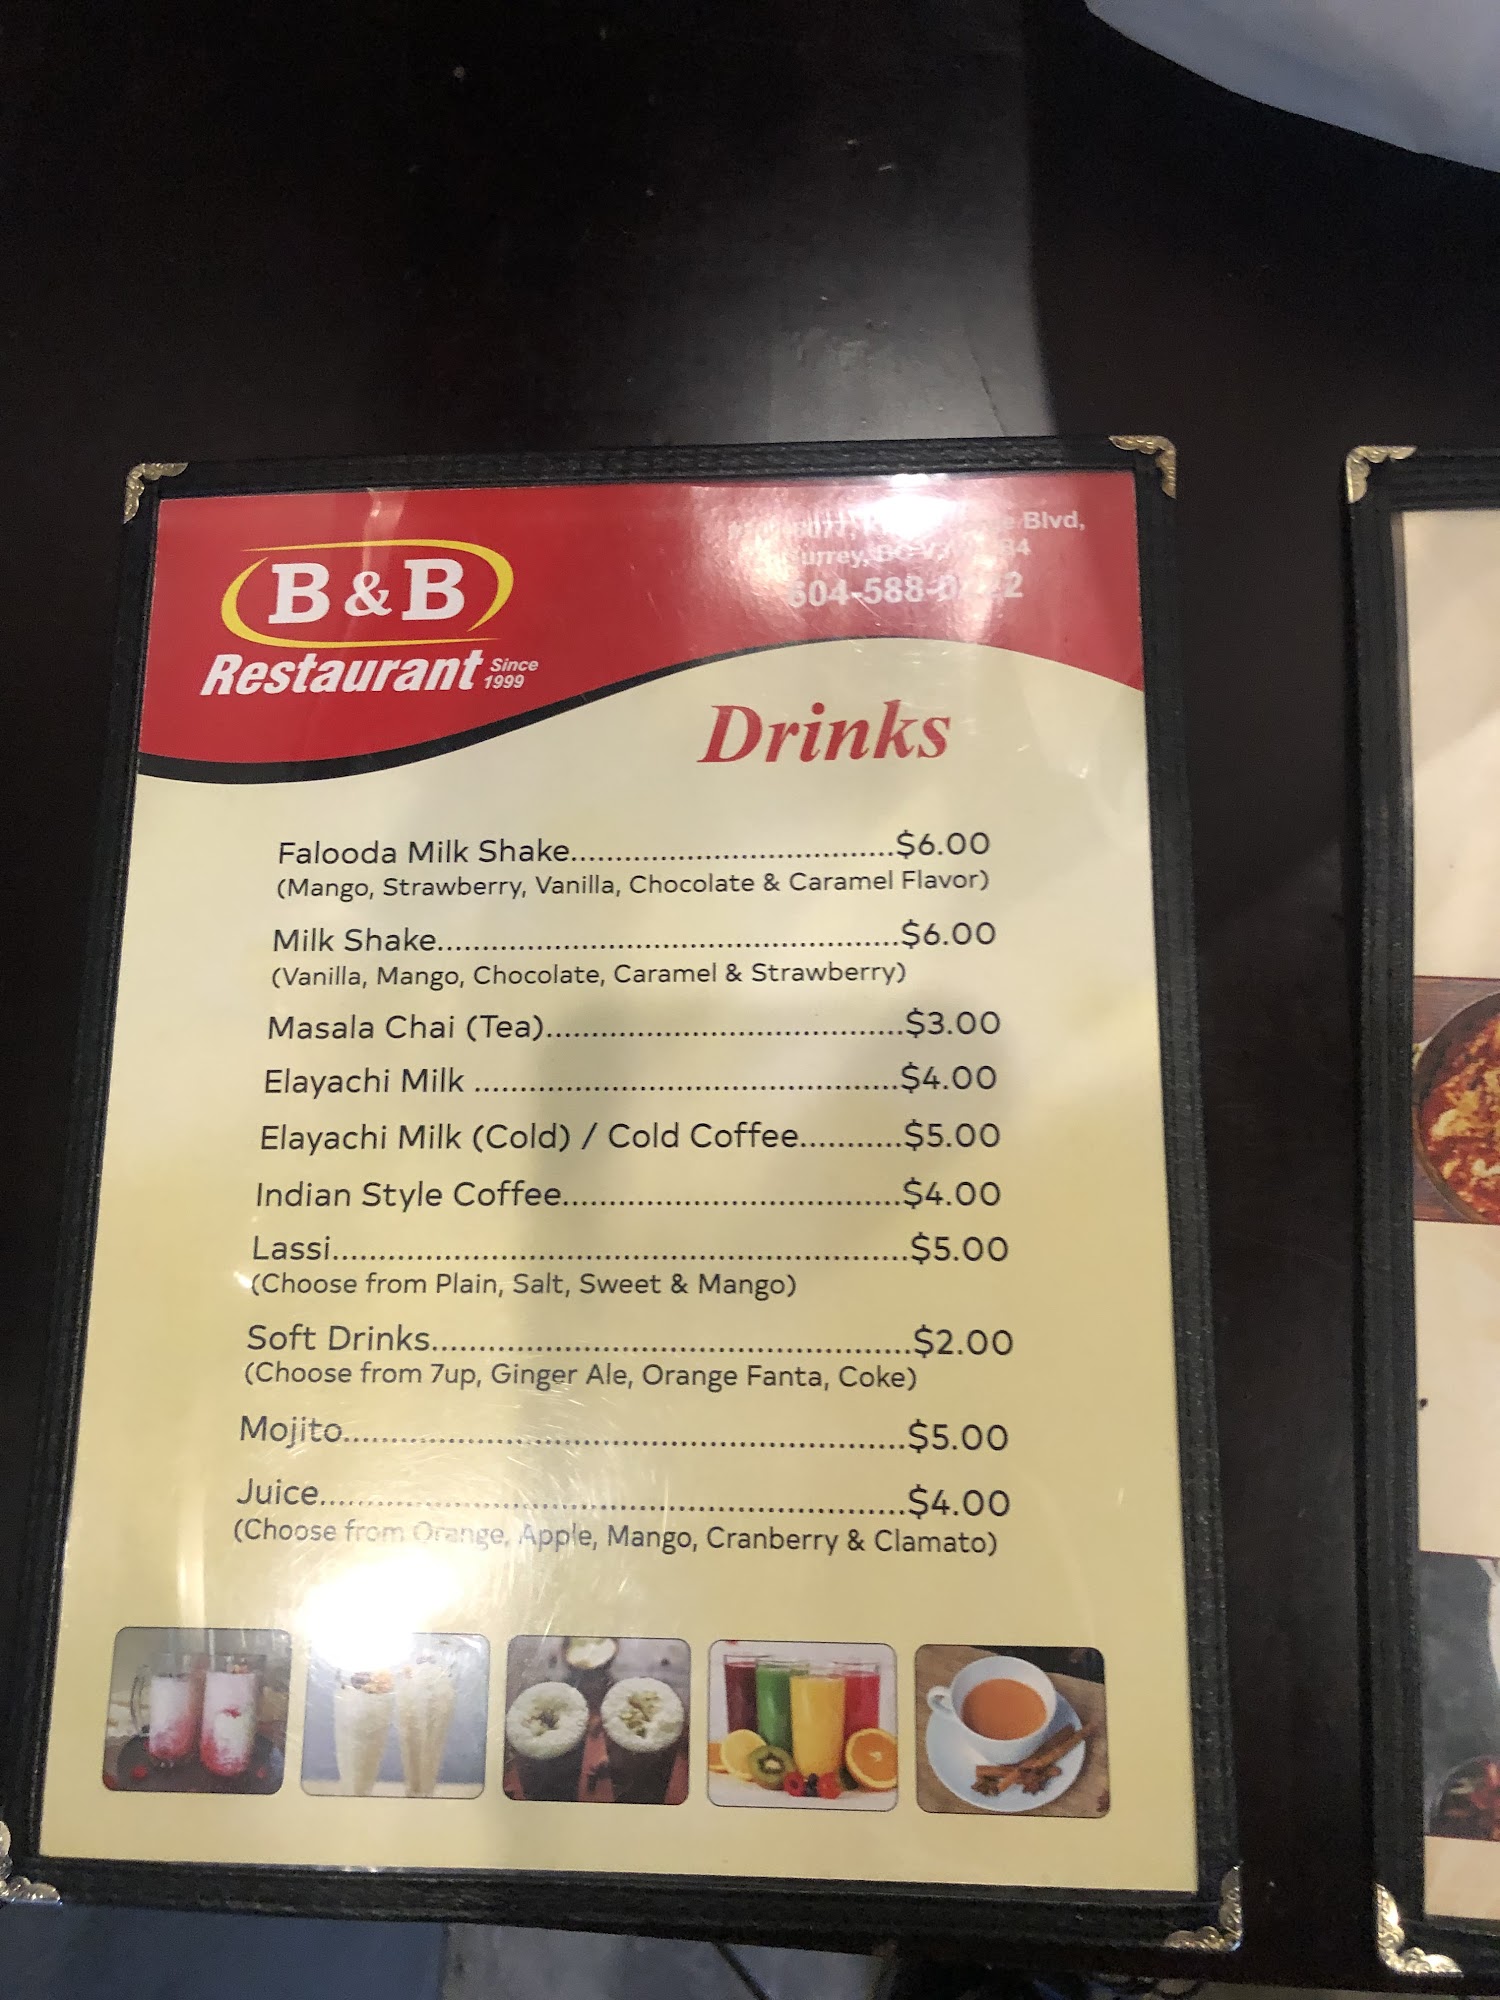 B & B
Restaurant Since
1999
Blvd,
Drinks
Falooda Milk Shake....................................$6.00
(Mango, Strawberry, Vanilla, Chocolate & Caramel Flavor)
Milk Shake....................................................$6.00
(Vanilla, Mango, Chocolate, Caramel & Strawberry)
Masala Chai (Tea)........................................$3.00
Elayachi Milk ................................................$4.00
Elayachi Milk (Cold) / Cold Coffee...........$5.00
Indian Style Coffee......................................$4.00
Lassi.................................................................$5.00
(Choose from Plain, Salt, Sweet & Mango)
Soft Drinks......................................................$2.00
(Choose from 7up, Ginger Ale, Orange Fanta, Coke)
Mojito...............................................................$5.00
Juice..................................................................$4.00
(Choose from Orange, Apple, Mango, Cranberry & Clamato)